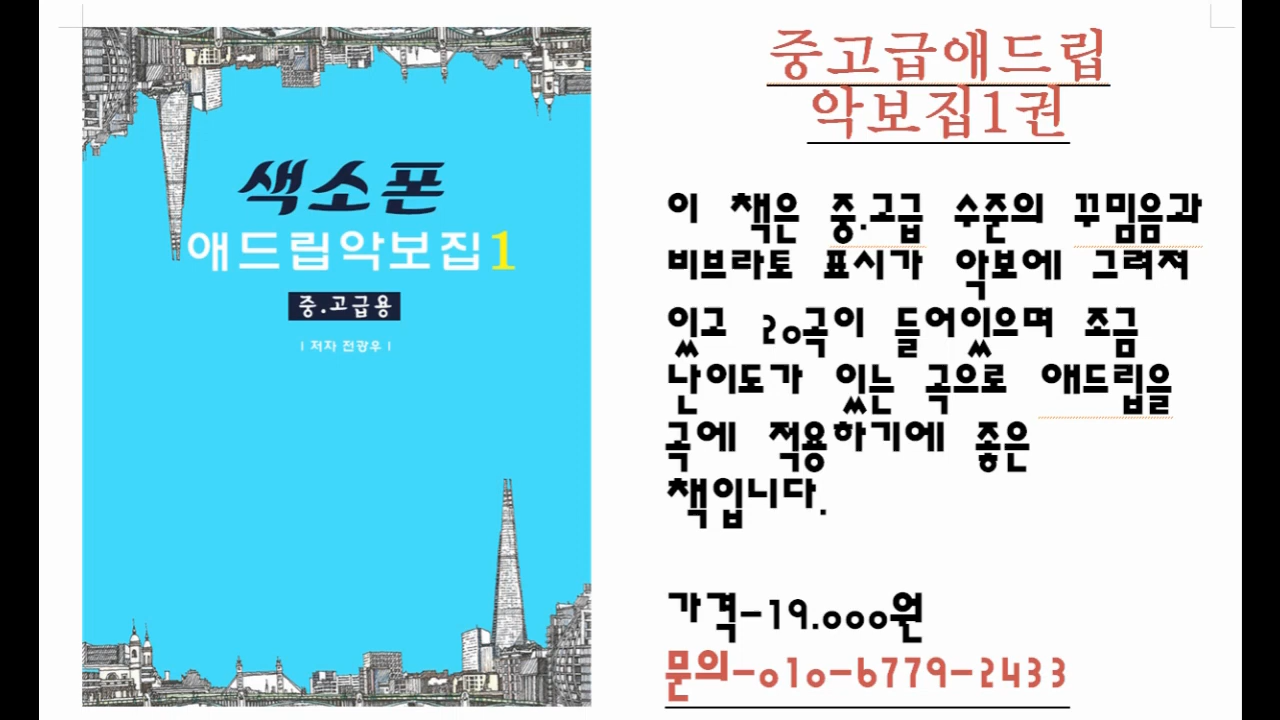 색소폰
애드립악보집1
중.고급용
| 저자 전광우 |
중고급애드립
악보집1권
이 책은 중.고급 수준의 꾸밈음과
비브라토 표시가 악보에 그려져
있고 20곡이 들어있으며 조금
난이도가 있는 곡으로 애드립을
곡에 적용하기에 좋은
책입니다.
가격-19.000원
문의-010-6779-2433